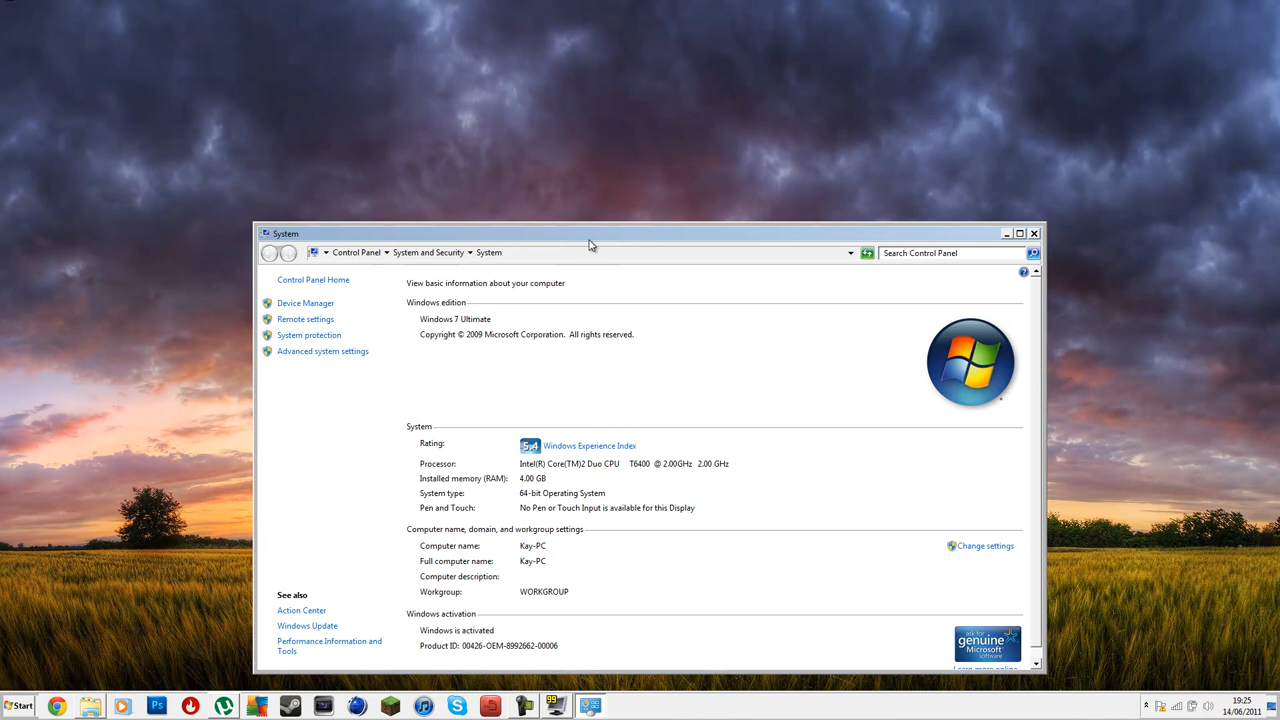 System
Control Panel System and Security System
Search Control Panel
Control Panel Home
Device Manager
Remote settings
System protection
Advanced system settings
See also
Action Center
Windows Update
Performance Information and
Tools
View basic information about your computer
Windows edition
Windows 7 Ultimate
Copyright © 2009 Microsoft Corporation. All rights reserved.
System
Rating: 5.4 Windows Experience Index
Processor: Intel(R) Core(TM)2 Duo CPU T6400 @ 2.00GHz 2.00 GHz
Installed memory (RAM): 4.00 GB
System type: 64-bit Operating System
Pen and Touch: No Pen or Touch Input is available for this Display
Computer name, domain, and workgroup settings
Computer name: Kay-PC
Change settings
Full computer name: Kay-PC
Computer description:
Workgroup: WORKGROUP
Windows activation
Windows is activated
Product ID: 00426-OEM-8992662-00006
ask for
genuine
Microsoft
software
Learn more online
Start
Ps
99
19:25
14/06/2011